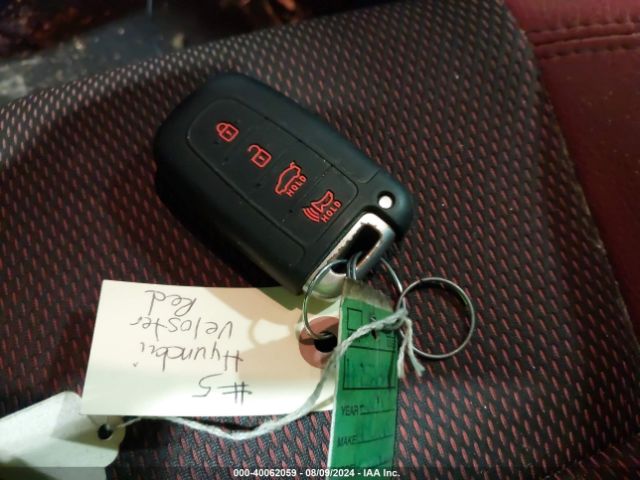 HOLD
HOLD
#5
Hyundai
Veloster
Red
YEAR
MAKE
000-40062059 - 08/09/2024 - IAA Inc.